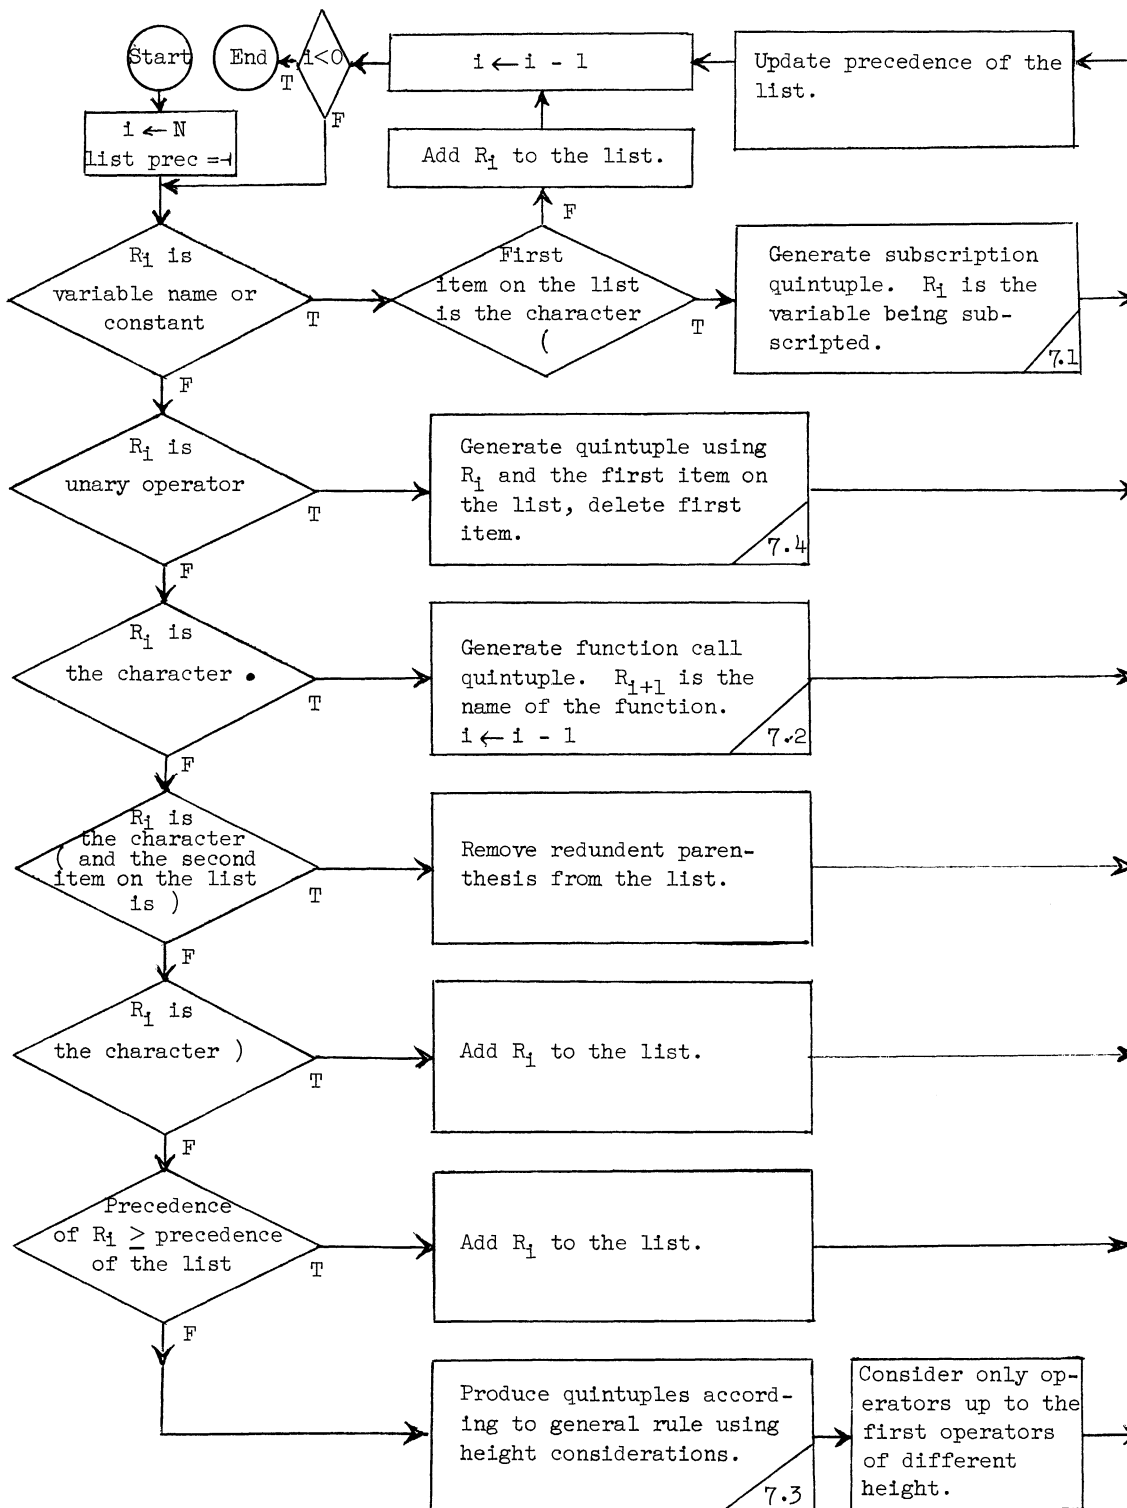 Start
End
i<0
T
F
i ← i - 1
Update precedence of the
list.
i ← N
list prec =⊣
Add Ri to the list.
F
Ri is
variable name or
constant
T
First
item on the list
is the character
(
T
Generate subscription
quintuple. Ri is the
variable being sub-
scripted.
7.1
F
Ri is
unary operator
T
Generate quintuple using
Ri and the first item on
the list, delete first
item.
7.4
F
Ri is
the character .
T
Generate function call
quintuple. Ri+1 is the
name of the function.
i ← i - 1
7.2
F
Ri is
the character
( and the second
item on the list
is )
T
Remove redundent paren-
thesis from the list.
F
Ri is
the character )
T
Add Ri to the list.
F
Precedence
of Ri ≥ precedence
of the list
T
Add Ri to the list.
F
Produce quintuples accord-
ing to general rule using
height considerations.
7.3
Consider only op-
erators up to the
first operators
of different
height.